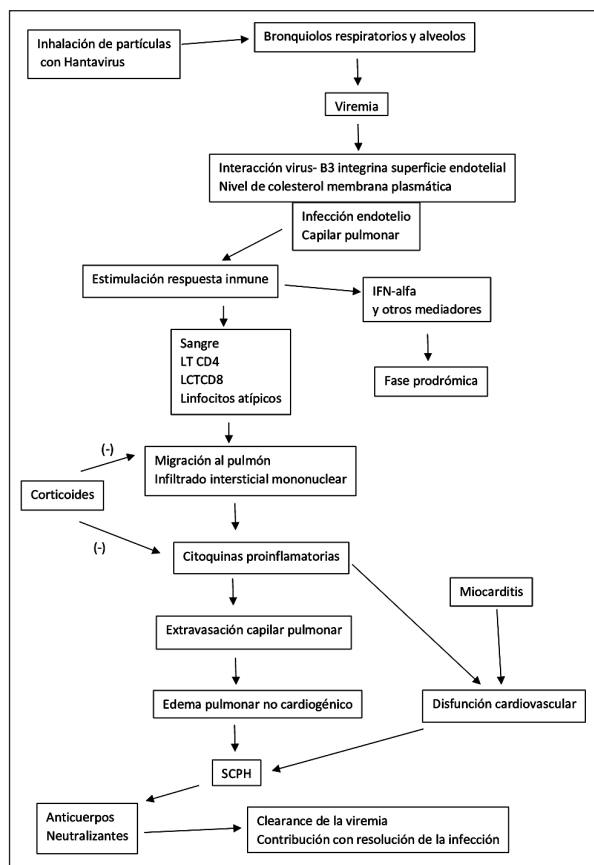 Inhalación de partículas
con Hantavirus
Bronquiolos respiratorios y alveolos
Viremia
Interacción virus- B3 integrina superficie endotelial
Nivel de colesterol membrana plasmática
Infección endotelio
Capilar pulmonar
Estimulación respuesta inmune
IFN-alfa
y otros mediadores
Fase prodrómica
Sangre
LT CD4
LCTCD8
Linfocitos atípicos
(-)
Migración al pulmón
Infiltrado intersticial mononuclear
Corticoides
(-)
Citoquinas proinflamatorias
Miocarditis
Extravasación capilar pulmonar
Edema pulmonar no cardiogénico
Disfunción cardiovascular
SCPH
Anticuerpos
Neutralizantes
Clearance de la viremia
Contribución con resolución de la infección